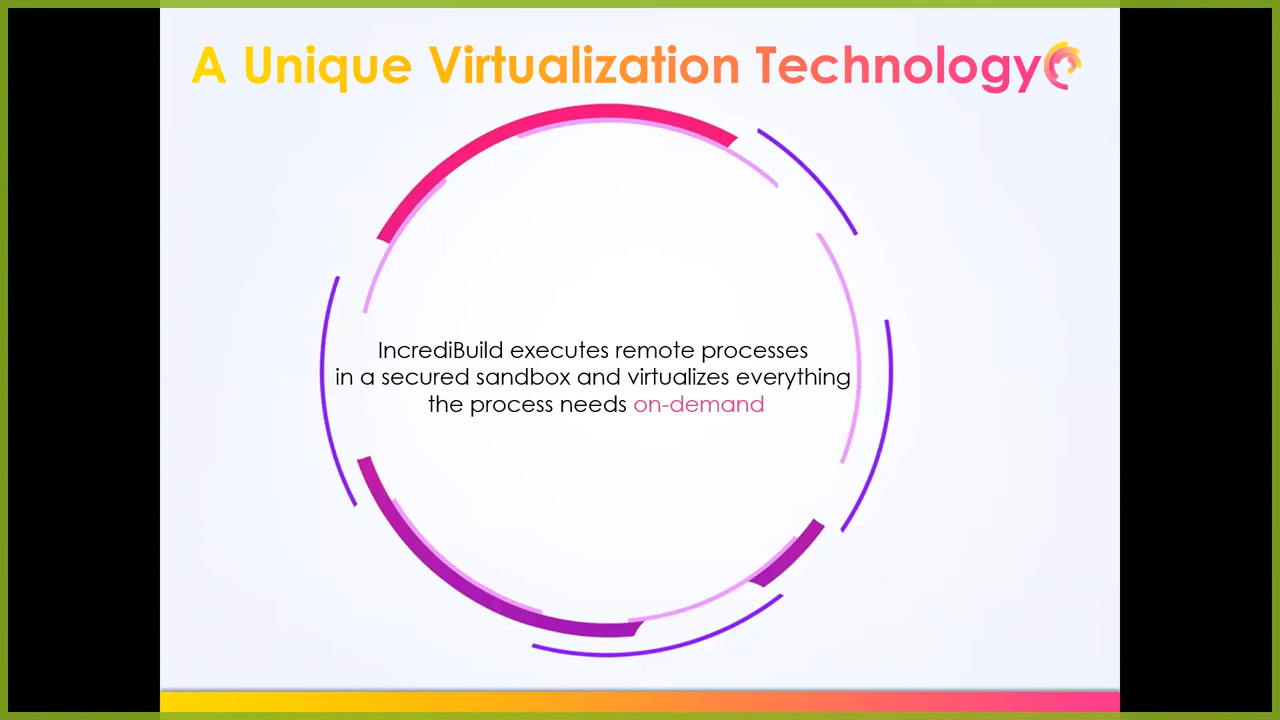 A Unique Virtualization Technology
IncrediBuild executes remote processes
in a secured sandbox and virtualizes everything
the process needs on-demand